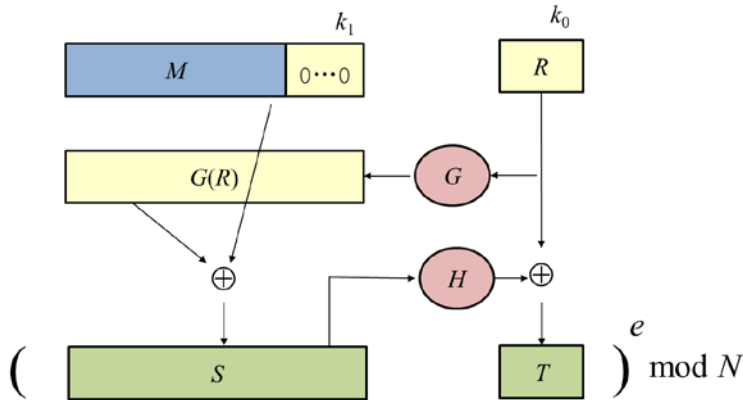 k₁ k₀
M 0···0 R
G(R) G
⊕ H ⊕
( S T )ᵉ mod N